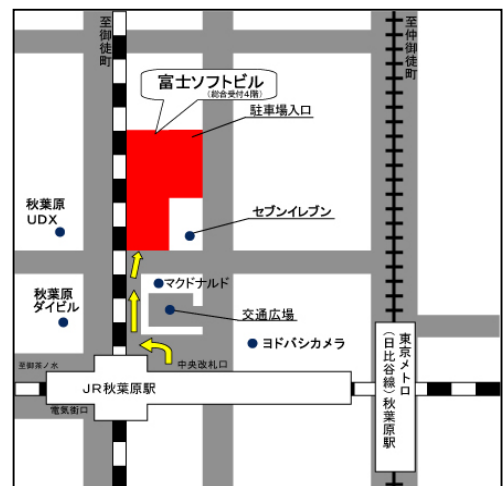 至御徒町
至仲御徒町
富士ソフトビル
(総合受付4階)
駐車場入口
秋葉原
UDX
セブンイレブン
マクドナルド
秋葉原
ダイビル
交通広場
ヨドバシカメラ
至御茶ノ水
中央改札口
JR秋葉原駅
電気街口
東京メトロ
(日比谷線)秋葉原駅